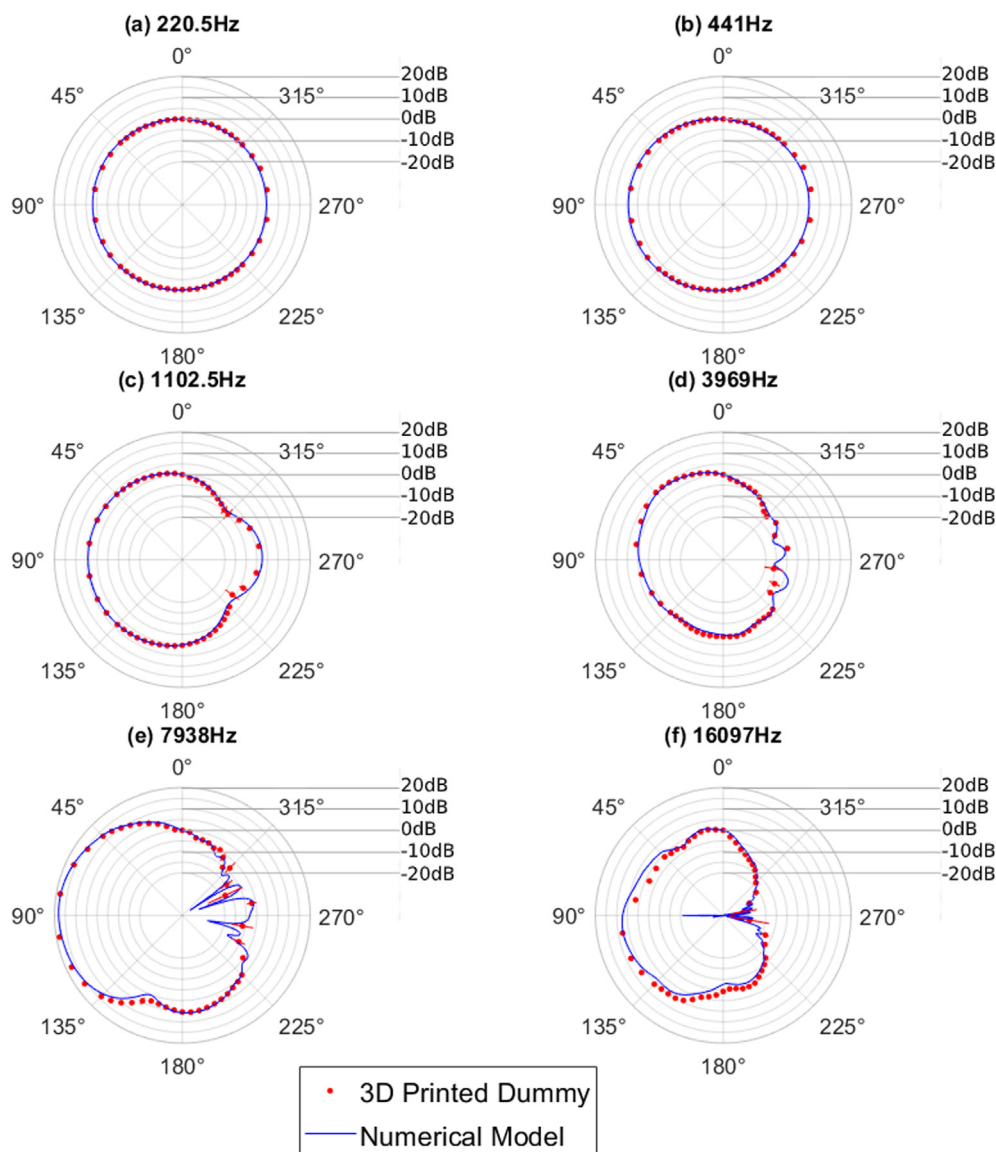 (a) 220.5Hz
0°
45°
315°
20dB
10dB
0dB
-10dB
-20dB
90°
270°
135°
225°
180°
(b) 441Hz
0°
45°
315°
20dB
10dB
0dB
-10dB
-20dB
90°
270°
135°
225°
180°
(c) 1102.5Hz
0°
45°
315°
20dB
10dB
0dB
-10dB
-20dB
90°
270°
135°
225°
180°
(d) 3969Hz
0°
45°
315°
20dB
10dB
0dB
-10dB
-20dB
90°
270°
135°
225°
180°
(e) 7938Hz
0°
45°
315°
20dB
10dB
0dB
-10dB
-20dB
90°
270°
135°
225°
180°
(f) 16097Hz
0°
45°
315°
20dB
10dB
0dB
-10dB
-20dB
90°
270°
135°
225°
180°
3D Printed Dummy
Numerical Model